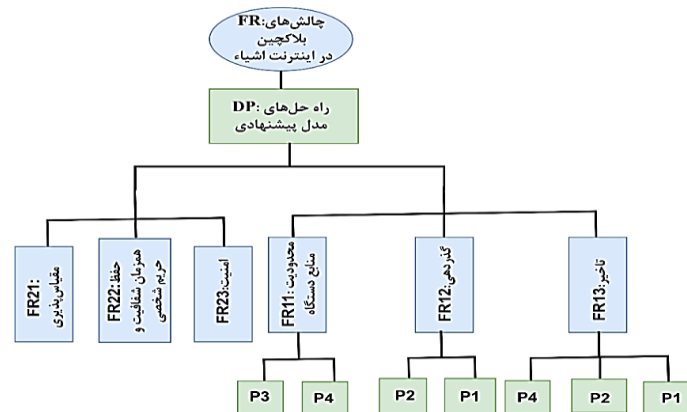 چالش‌های:FR
بلاکچین
در اینترنت اشیاء
راه حل‌های :DP
مدل پیشنهادی
FR21:
مقیاس‌پذیری
FR22:حفظ
همزمان شفافیت و
حریم شخصی
FR23:امنیت
FR11: محدودیت
منابع دستگاه
FR12:گذردهی
FR13:تاخیر
P3
P4
P2
P1
P4
P2
P1